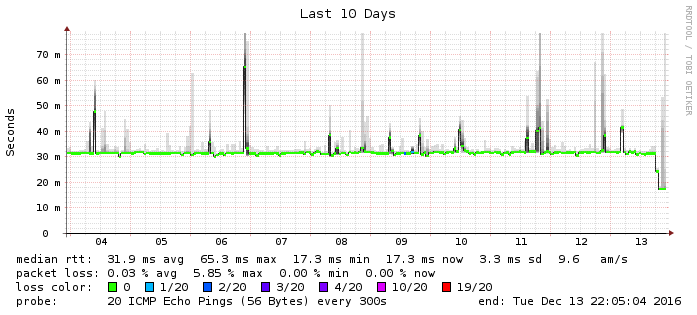 Last 10 Days
RRDTOOL / TOBI OETIKER
Seconds
70 m
60 m
50 m
40 m
30 m
20 m
10 m
0
04 05 06 07 08 09 10 11 12 13
median rtt: 31.9 ms avg 65.3 ms max 17.3 ms min 17.3 ms now 3.3 ms sd 9.6 am/s
packet loss: 0.03 % avg 5.85 % max 0.00 % min 0.00 % now
loss color: 0 1/20 2/20 3/20 4/20 10/20 19/20
probe: 20 ICMP Echo Pings (56 Bytes) every 300s end: Tue Dec 13 22:05:04 2016